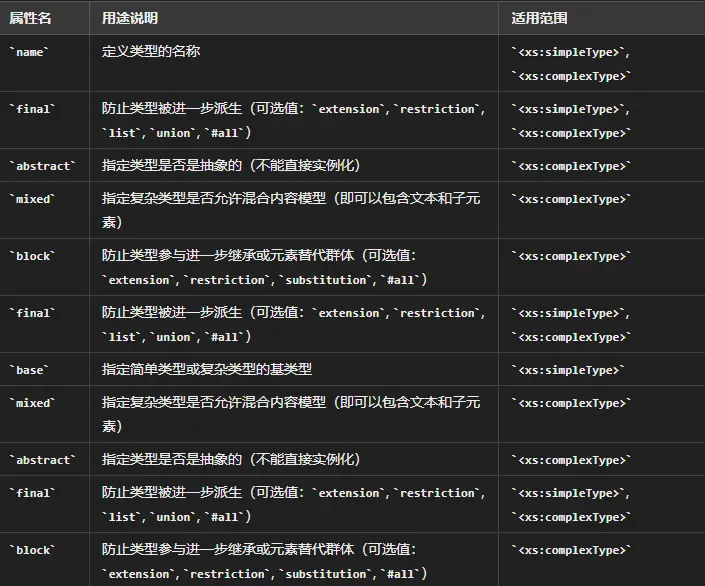 属性名 用途说明 适用范围
`name` 定义类型的名称 `<xs:simpleType>`,
`<xs:complexType>`
`final` 防止类型被进一步派生（可选值：`extension`,`restriction`, `<xs:simpleType>`,
`list`,`union`,`#all`） `<xs:complexType>`
`abstract` 指定类型是否是抽象的（不能直接实例化） `<xs:complexType>`
`mixed` 指定复杂类型是否允许混合内容模型（即可以包含文本和子元 `<xs:complexType>`
素）
`block` 防止类型参与进一步继承或元素替代群体（可选值： `<xs:complexType>`
`extension`,`restriction`,`substitution`,`#all`）
`final` 防止类型被进一步派生（可选值：`extension`,`restriction`, `<xs:simpleType>`,
`list`,`union`,`#all`） `<xs:complexType>`
`base` 指定简单类型或复杂类型的基类型 `<xs:simpleType>`
`mixed` 指定复杂类型是否允许混合内容模型（即可以包含文本和子元 `<xs:complexType>`
素）
`abstract` 指定类型是否是抽象的（不能直接实例化） `<xs:complexType>`
`final` 防止类型被进一步派生（可选值：`extension`,`restriction`, `<xs:simpleType>`,
`list`,`union`,`#all`） `<xs:complexType>`
`block` 防止类型参与进一步继承或元素替代群体（可选值： `<xs:complexType>`
`extension`,`restriction`,`substitution`,`#all`）